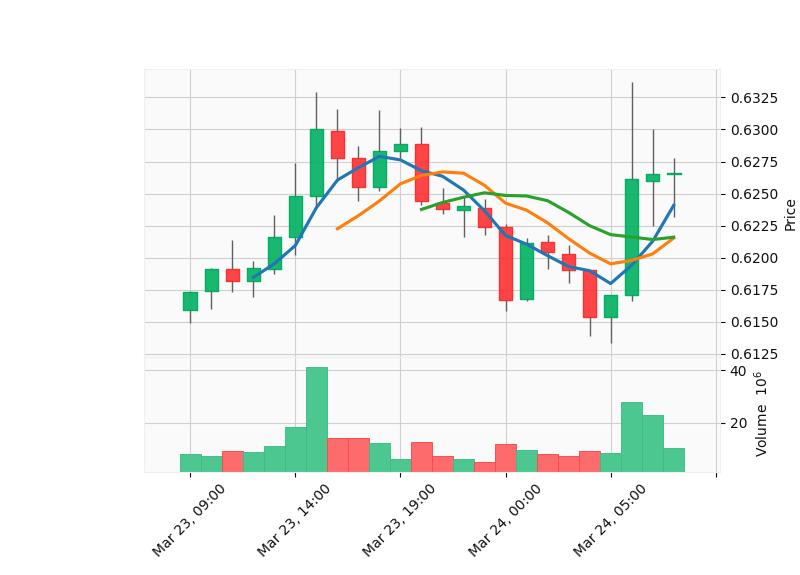 0.6325
0.6300
0.6275
0.6250
0.6225
0.6200
0.6175
0.6150
0.6125
Price
40
20
Volume 10^6
Mar 23, 09:00
Mar 23, 14:00
Mar 23, 19:00
Mar 24, 00:00
Mar 24, 05:00